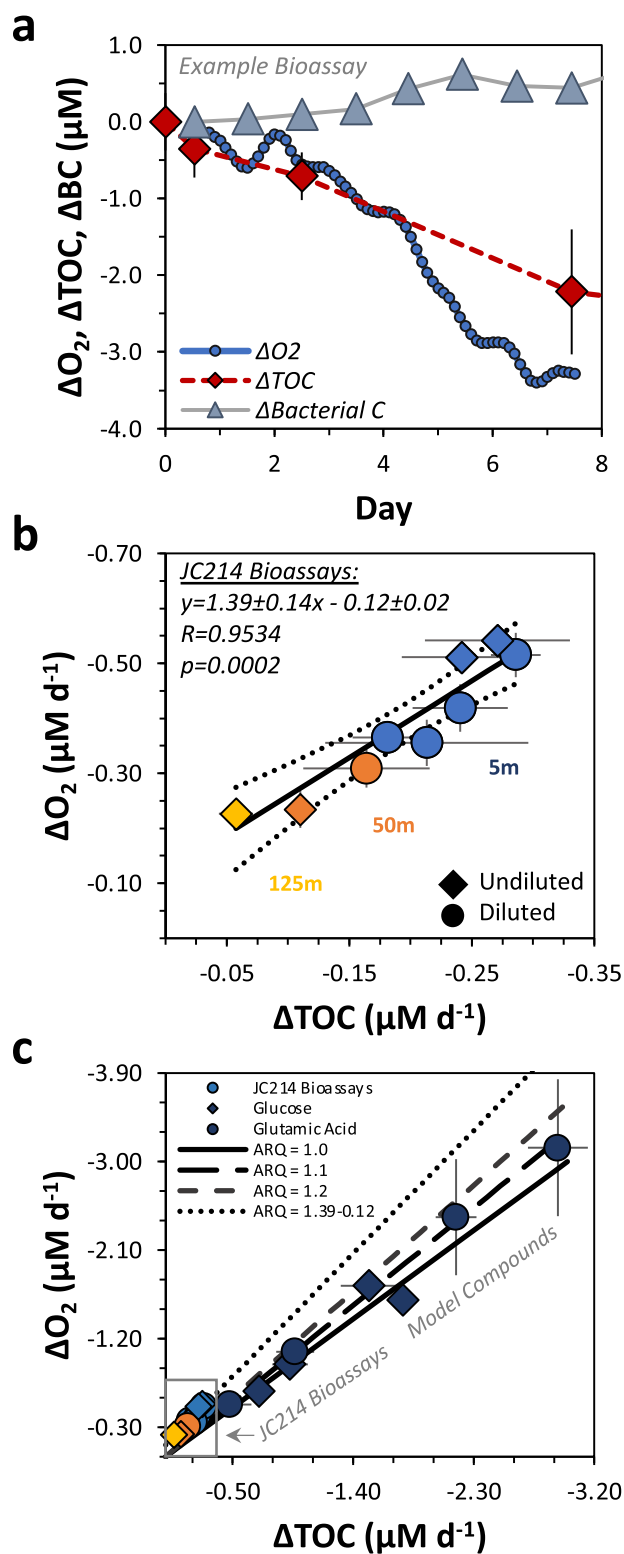 a
Example Bioassay
ΔO₂, ΔTOC, ΔBC (µM)
1.0
0.0
-1.0
-2.0
-3.0
-4.0
ΔO2
ΔTOC
ΔBacterial C
0 2 4 6 8
Day
b
JC214 Bioassays:
y=1.39±0.14x - 0.12±0.02
R=0.9534
p=0.0002
ΔO₂ (µM d⁻¹)
-0.70
-0.50
-0.30
-0.10
5m
50m
125m
Undiluted
Diluted
-0.05 -0.15 -0.25 -0.35
ΔTOC (µM d⁻¹)
c
ΔO₂ (µM d⁻¹)
-3.90
-3.00
-2.10
-1.20
-0.30
JC214 Bioassays
Glucose
Glutamic Acid
ARQ = 1.0
ARQ = 1.1
ARQ = 1.2
ARQ = 1.39-0.12
Model Compounds
JC214 Bioassays
-0.50 -1.40 -2.30 -3.20
ΔTOC (µM d⁻¹)